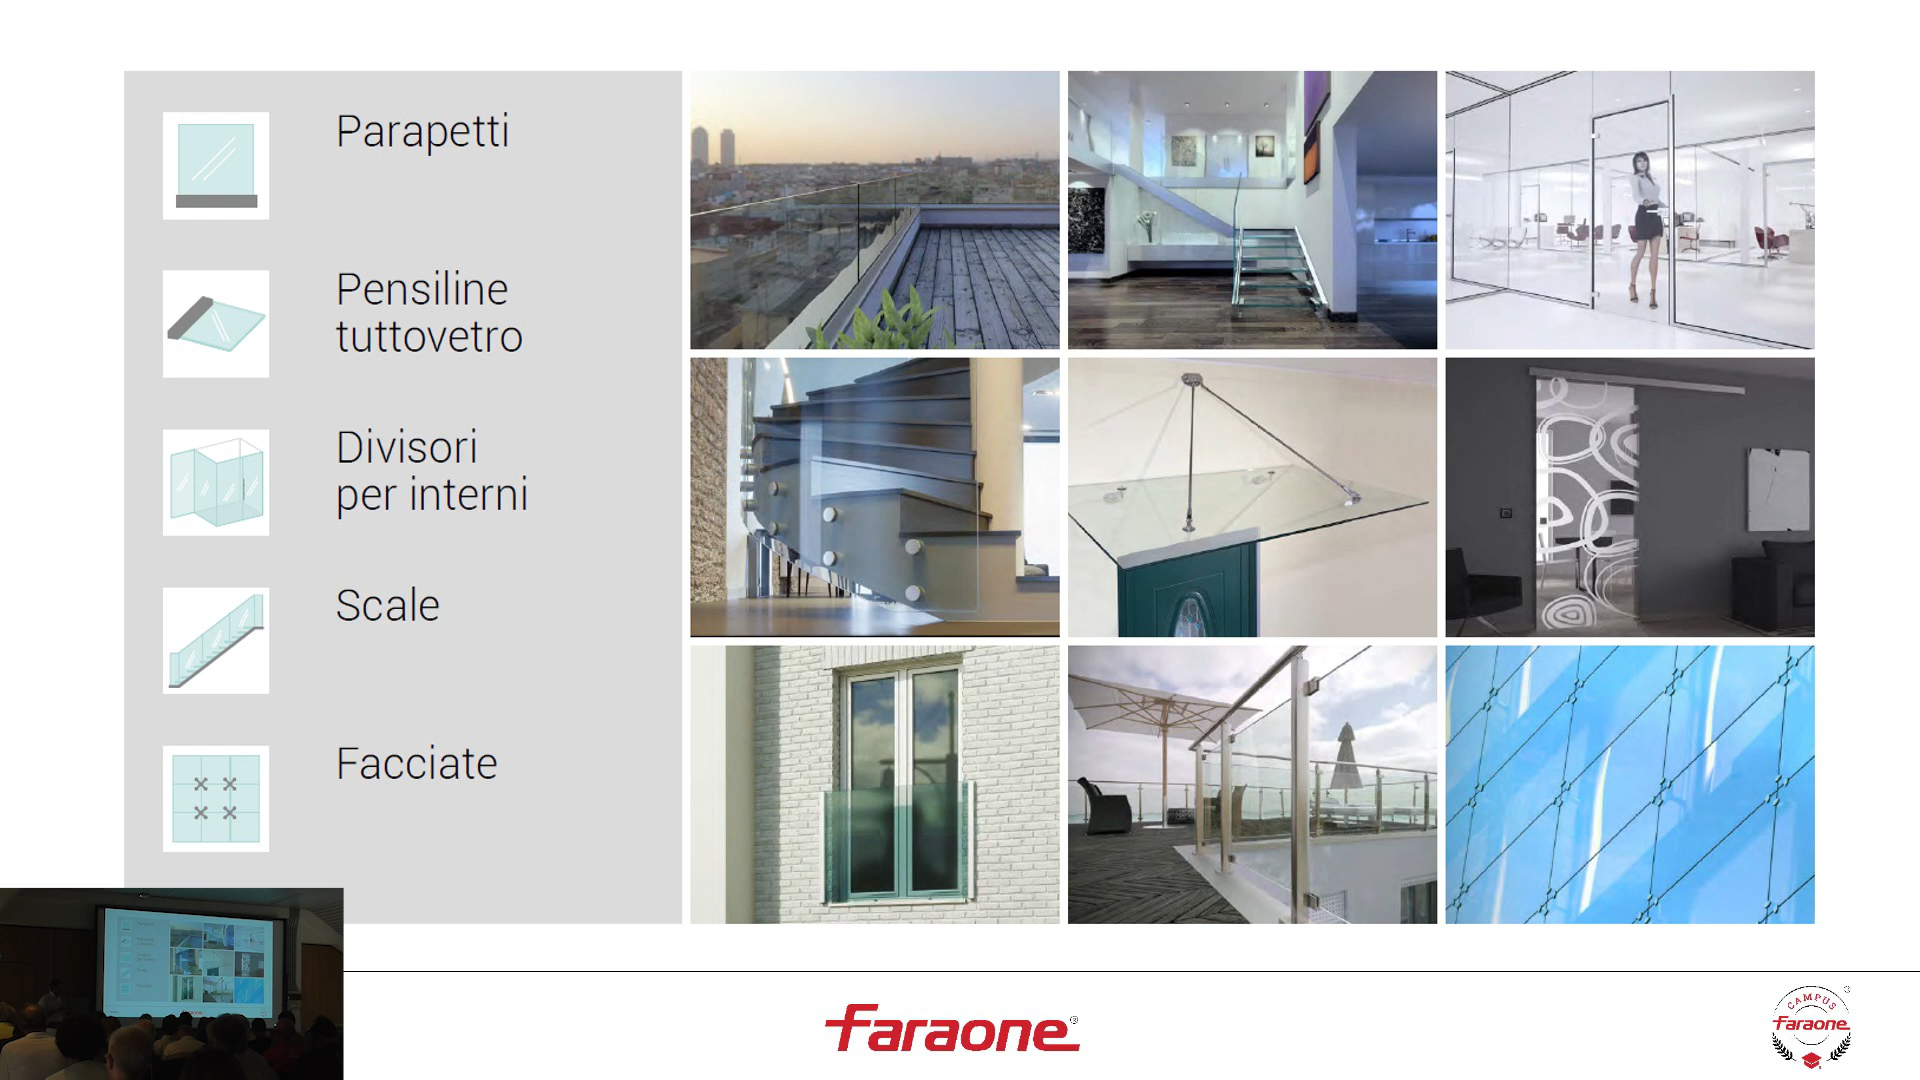 Parapetti
Pensiline
tuttovetro
Divisori
per interni
Scale
Facciate
faraone®
CAMPUS
faraone